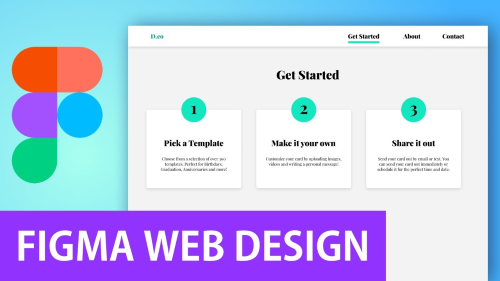 D.co
Get Started
About
Contact
Get Started
1
Pick a Template
Choose from a selection of over 100
templates. Perfect for birthdays,
Graduation, Anniversaries and more!
2
Make it your own
Customize your card by uploading images,
videos and writing a personal message!
3
Share it out
Send your card out by email or text. You
can send your card out immediately or
schedule it for the perfect time and date.
FIGMA WEB DESIGN